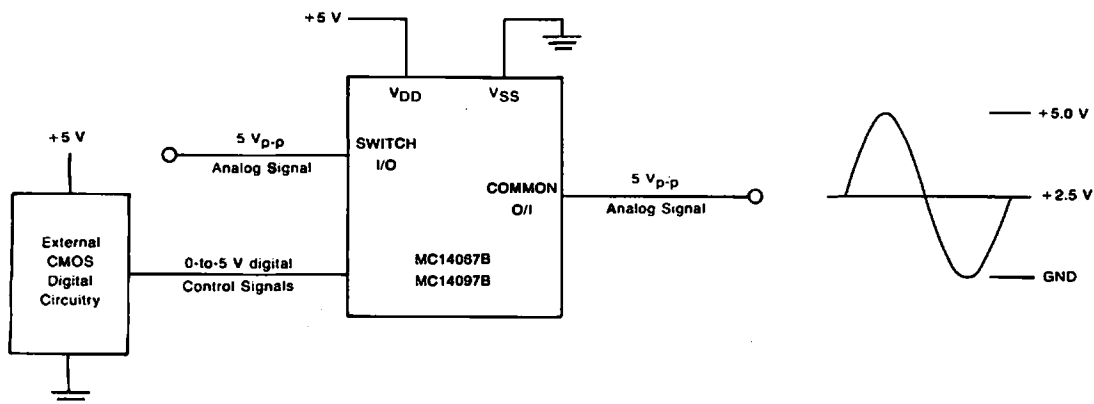 +5 V
VDD
VSS
+5 V
5 Vp-p
Analog Signal
SWITCH
I/O
COMMON
O/I
5 Vp-p
Analog Signal
+5.0 V
+2.5 V
GND
External
CMOS
Digital
Circuitry
0-to-5 V digital
Control Signals
MC14067B
MC14097B